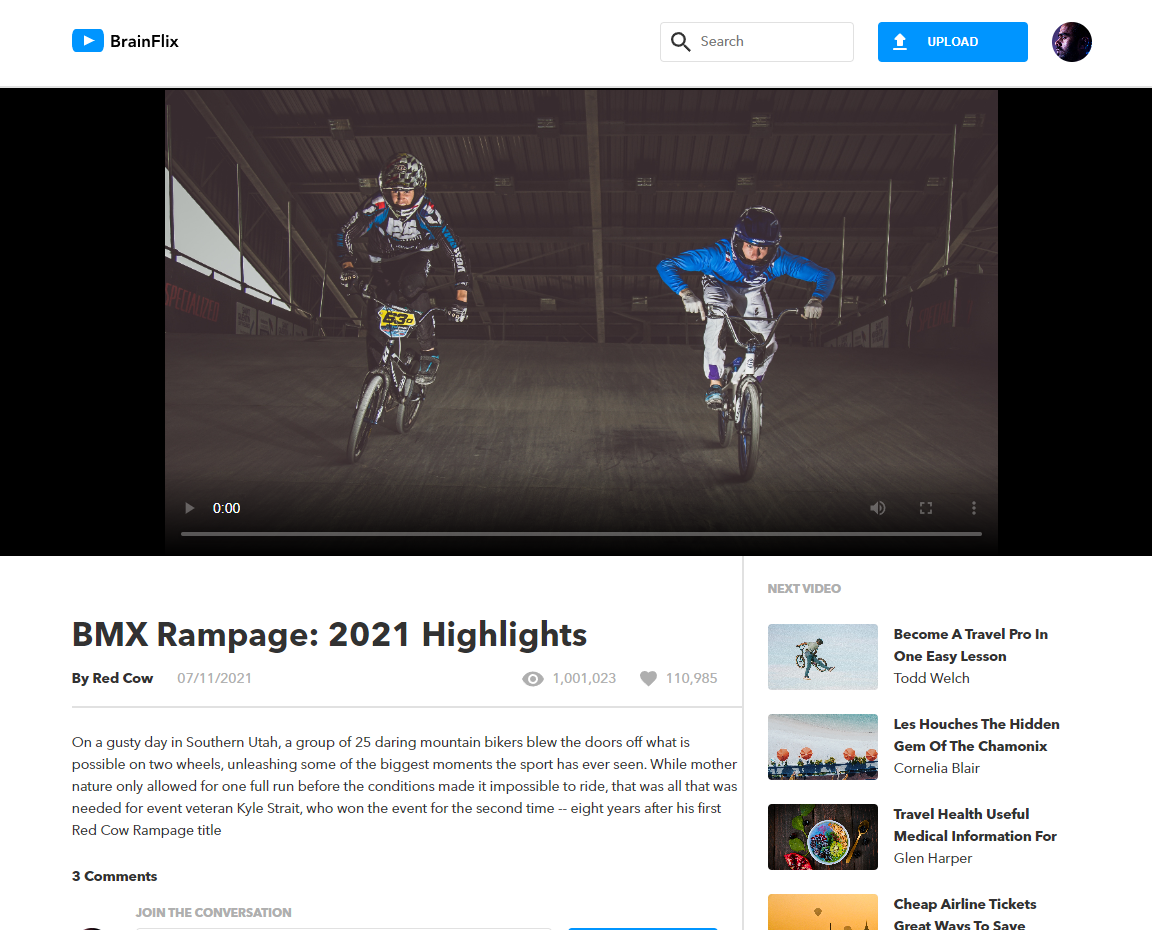 BrainFlix
Search
UPLOAD
SPECIALIZED
630
0:00
NEXT VIDEO
BMX Rampage: 2021 Highlights
By Red Cow 07/11/2021 1,001,023 110,985
On a gusty day in Southern Utah, a group of 25 daring mountain bikers blew the doors off what is
possible on two wheels, unleashing some of the biggest moments the sport has ever seen. While mother
nature only allowed for one full run before the conditions made it impossible to ride, that was all that was
needed for event veteran Kyle Strait, who won the event for the second time -- eight years after his first
Red Cow Rampage title
3 Comments
JOIN THE CONVERSATION
Become A Travel Pro In
One Easy Lesson
Todd Welch
Les Houches The Hidden
Gem Of The Chamonix
Cornelia Blair
Travel Health Useful
Medical Information For
Glen Harper
Cheap Airline Tickets
Great Ways To Save